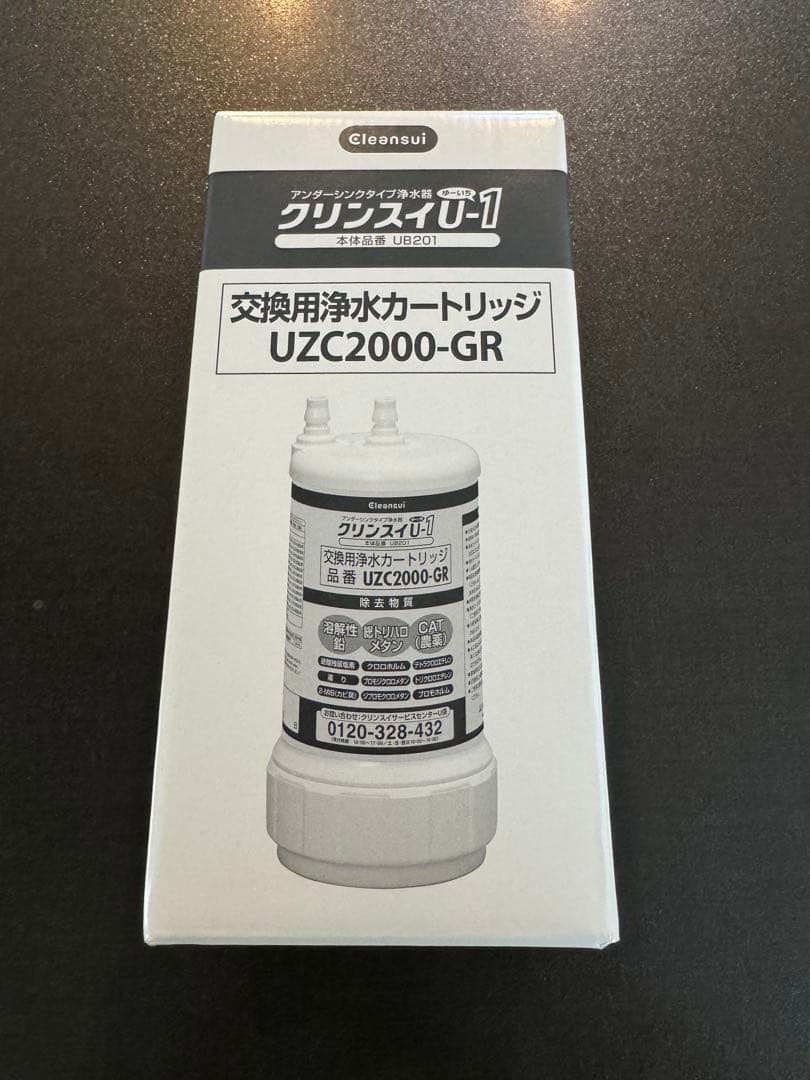 Cleansui
アンダーシンクタイプ浄水器
ゆーいち
クリンスイU-1
本体品番 UB201
交換用浄水カートリッジ
UZC2000-GR
Cleansui
アンダーシンクタイプ浄水器
ゆーいち
クリンスイU-1
本体品番 UB201
交換用浄水カートリッジ
品番 UZC2000-GR
除去物質
溶解性鉛 総トリハロメタン CAT(農薬)
遊離残留塩素 クロロホルム テトラクロロエチレン
濁り ブロモジクロロメタン トリクロロエチレン
2-MIB(カビ臭) ジブロモクロロメタン ブロモホルム
お問い合わせ:クリンスイサービスセンターU係
0120-328-432